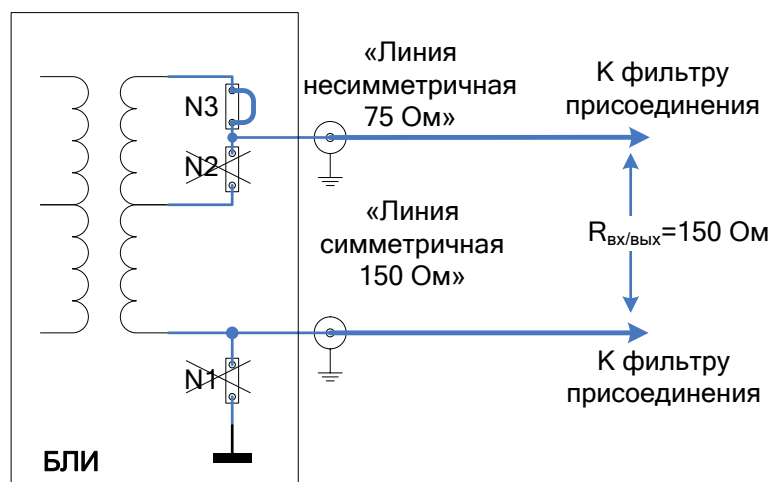 «Линия
несимметричная
75 Ом»
К фильтру
присоединения
N3
N2
«Линия
симметричная
150 Ом»
Rвх/вых=150 Ом
К фильтру
присоединения
N1
БЛИ